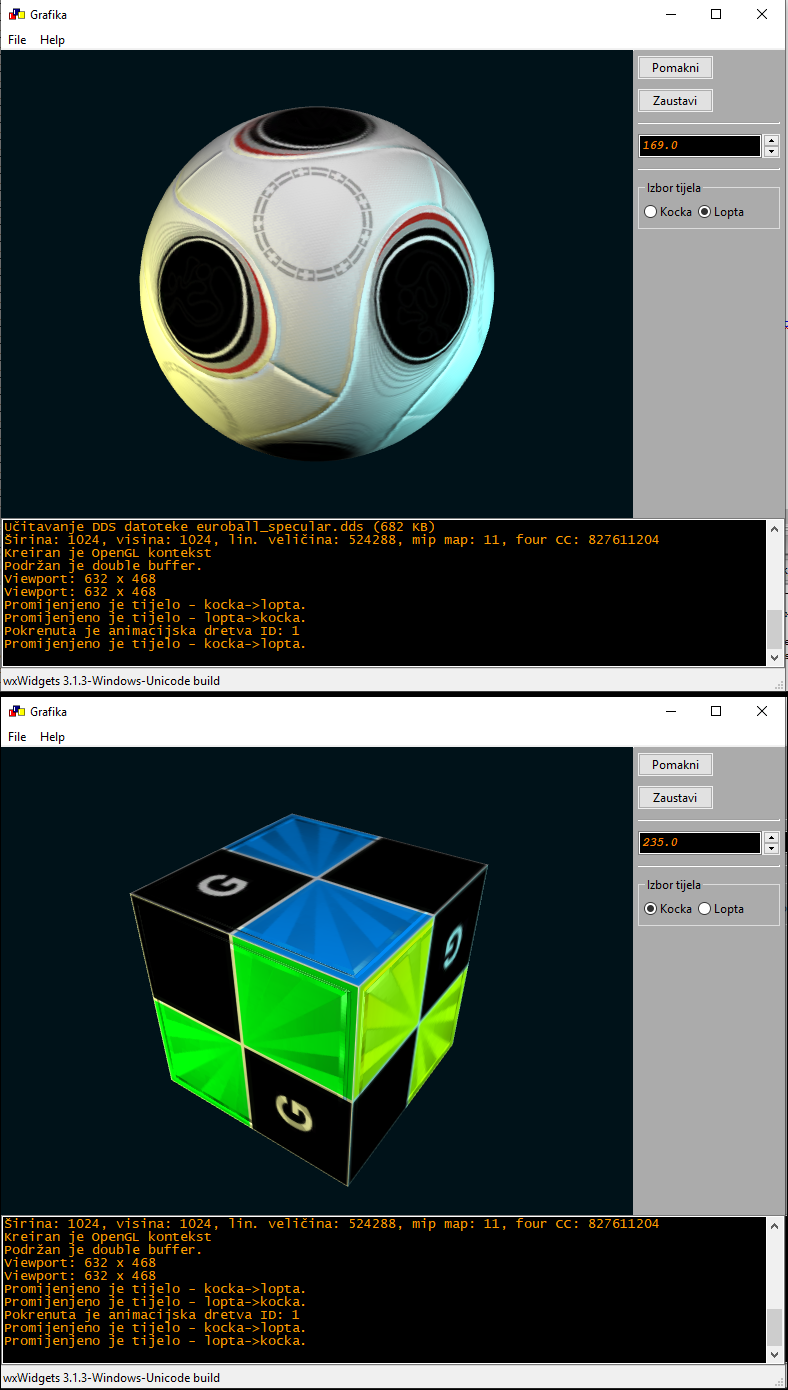 Grafika
File Help
Pomakni
Zaustavi
169.0
Izbor tijela
Kocka Lopta
Učitavanje DDS datoteke euroball_specular.dds (682 KB)
Širina: 1024, visina: 1024, lin. veličina: 524288, mip map: 11, four CC: 827611204
Kreiran je OpenGL kontekst
Podržan je double buffer.
Viewport: 632 x 468
Viewport: 632 x 468
Promijenjeno je tijelo - kocka->lopta.
Promijenjeno je tijelo - lopta->kocka.
Pokrenuta je animacijska dretva ID: 1
Promijenjeno je tijelo - kocka->lopta.
wxWidgets 3.1.3-Windows-Unicode build
Grafika
File Help
Pomakni
Zaustavi
235.0
Izbor tijela
Kocka Lopta
G
G
G
Širina: 1024, visina: 1024, lin. veličina: 524288, mip map: 11, four CC: 827611204
Kreiran je OpenGL kontekst
Podržan je double buffer.
Viewport: 632 x 468
Viewport: 632 x 468
Promijenjeno je tijelo - kocka->lopta.
Promijenjeno je tijelo - lopta->kocka.
Pokrenuta je animacijska dretva ID: 1
Promijenjeno je tijelo - kocka->lopta.
Promijenjeno je tijelo - lopta->kocka.
wxWidgets 3.1.3-Windows-Unicode build